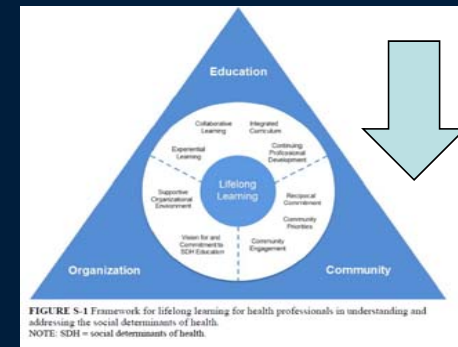 Education
Collaborative
Learning
Integrated
Curriculum
Experiential
Learning
Continuing
Professional
Development
Lifelong
Learning
Supportive
Organizational
Environment
Reciprocal
Commitment
Community
Priorities
Vision for and
Commitment to
SDH Education
Community
Engagement
Organization
Community
FIGURE S-1 Framework for lifelong learning for health professionals in understanding and
addressing the social determinants of health.
NOTE: SDH = social determinants of health.